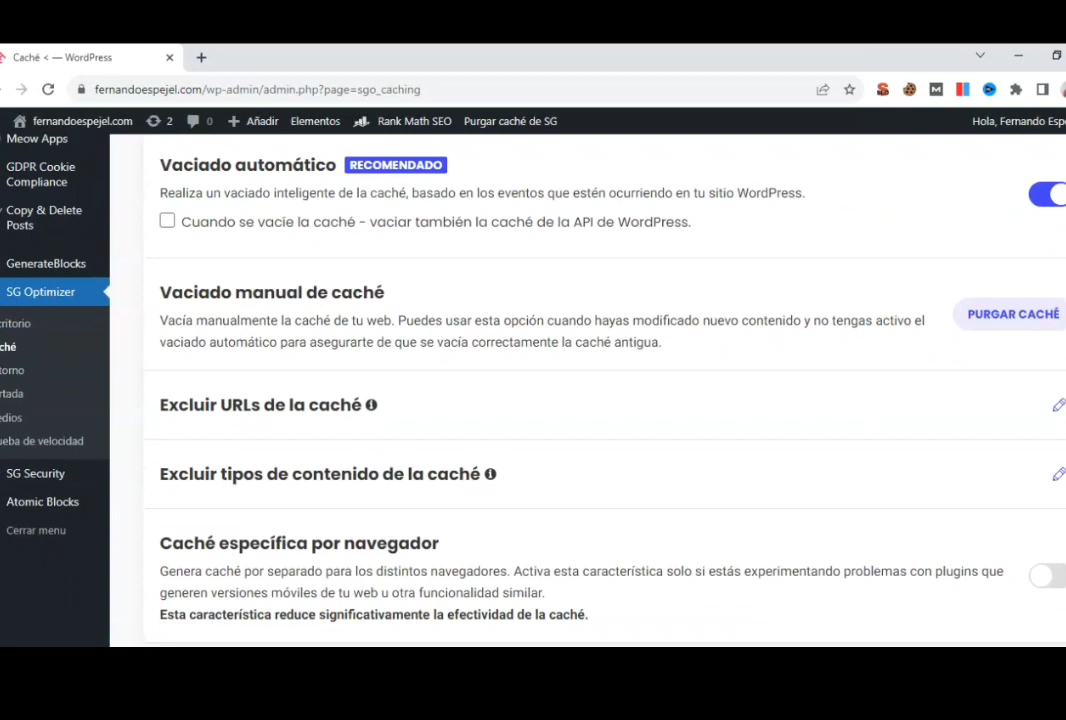 Caché < — WordPress
fernandoespejel.com/wp-admin/admin.php?page=sgo_caching
fernandoespejel.com 2 0 Añadir Elementos Rank Math SEO Purgar caché de SG Hola, Fernando Espe
Meow Apps
GDPR Cookie
Compliance
Copy & Delete
Posts
GenerateBlocks
SG Optimizer
critorio
ché
torno
rtada
edios
ueba de velocidad
SG Security
Atomic Blocks
Cerrar menu
Vaciado automático RECOMENDADO
Realiza un vaciado inteligente de la caché, basado en los eventos que estén ocurriendo en tu sitio WordPress.
Cuando se vacíe la caché - vaciar también la caché de la API de WordPress.
Vaciado manual de caché
Vacía manualmente la caché de tu web. Puedes usar esta opción cuando hayas modificado nuevo contenido y no tengas activo el
vaciado automático para asegurarte de que se vacía correctamente la caché antigua.
PURGAR CACHÉ
Excluir URLs de la caché
Excluir tipos de contenido de la caché
Caché específica por navegador
Genera caché por separado para los distintos navegadores. Activa esta característica solo si estás experimentando problemas con plugins que
generen versiones móviles de tu web u otra funcionalidad similar.
Esta característica reduce significativamente la efectividad de la caché.